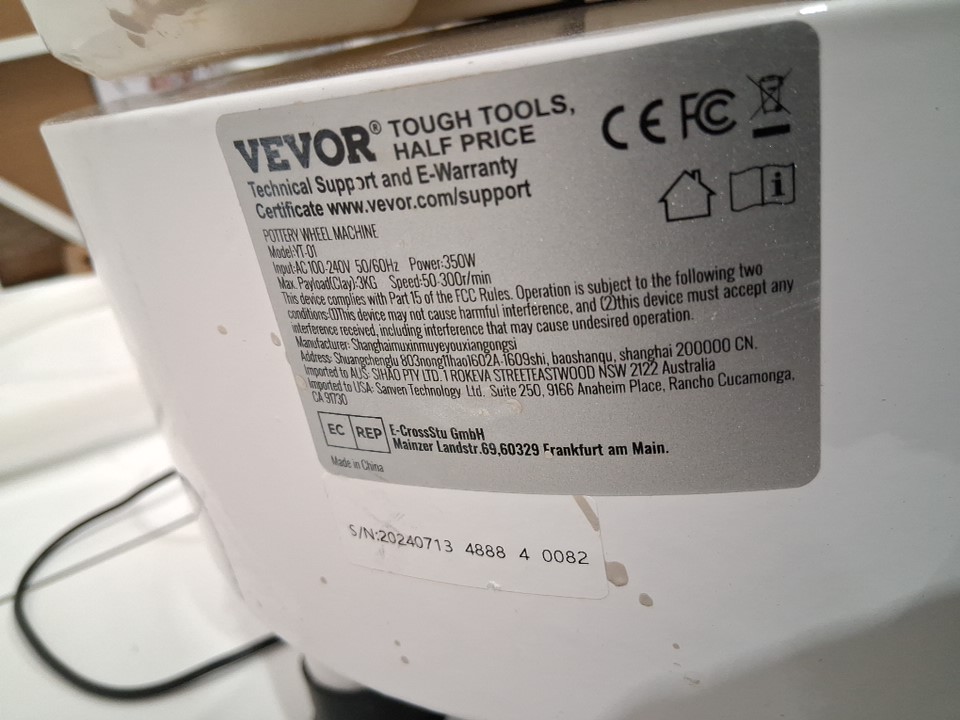 VEVOR® TOUGH TOOLS,
HALF PRICE
Technical Support and E-Warranty
Certificate www.vevor.com/support
CE FC
i
POTTERY WHEEL MACHINE
Model:YT-01
Input:AC100-240V 50/60Hz Power:350W
Max. Payload(Clay):3KG Speed:50-300r/min
This device complies with Part 15 of the FCC Rules. Operation is subject to the following two
conditions:(1)This device may not cause harmful interference, and (2)this device must accept any
interference received, including interference that may cause undesired operation.
Manufacturer: Shanghaimuxinmuyeyouxiangongsi
Address: Shuangchenglu 803nong11hao1602A-1609shi, baoshanqu, shanghai 200000 CN.
Imported to AUS: SIHAO PTY LTD. 1 ROKEVA STREETEASTWOOD NSW 2122 Australia
Imported to USA: Sanven Technology Ltd. Suite 250, 9166 Anaheim Place, Rancho Cucamonga,
CA 91730
EC REP E-CrossStu GmbH
Mainzer Landstr.69,60329 Frankfurt am Main.
Made in China
S/N:20240713 4888 4 0082